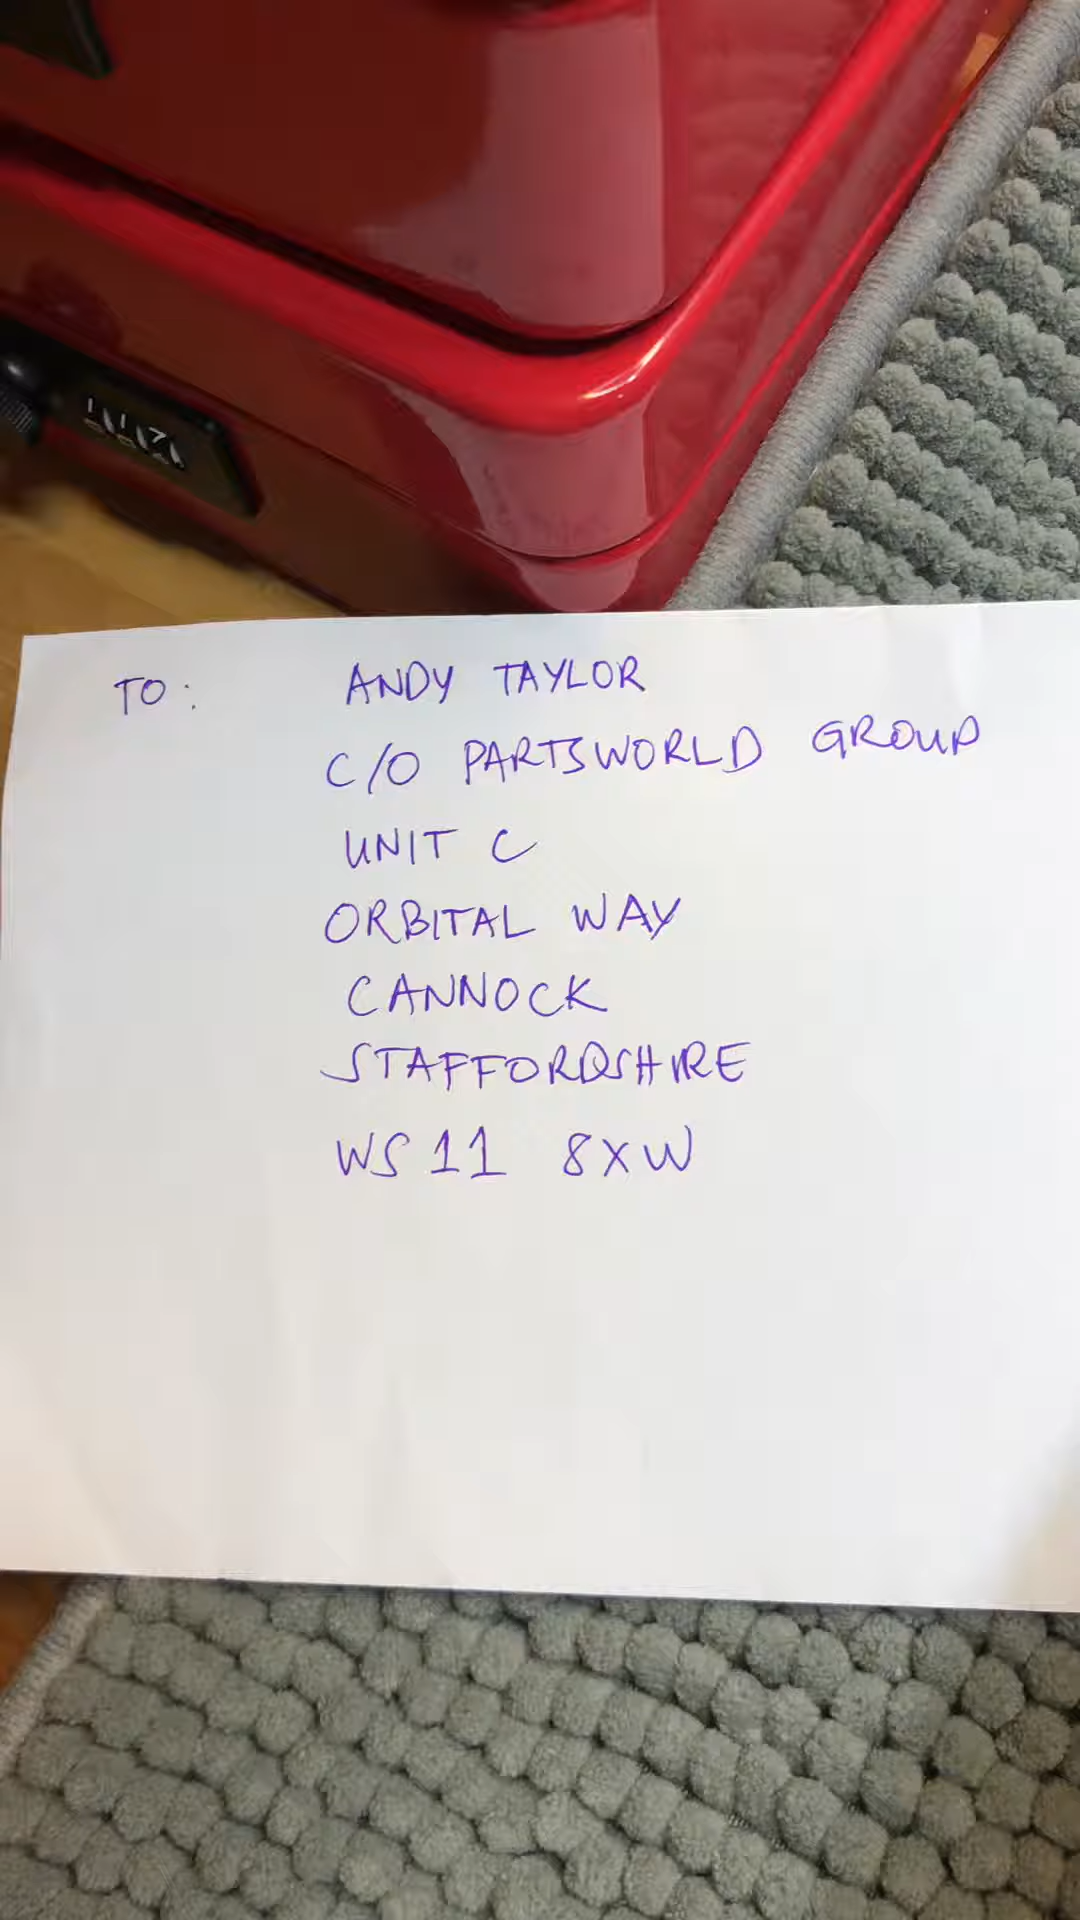 TO: ANDY TAYLOR
C/O PARTSWORLD GROUP
UNIT C
ORBITAL WAY
CANNOCK
STAFFORDSHIRE
WS11 8XW